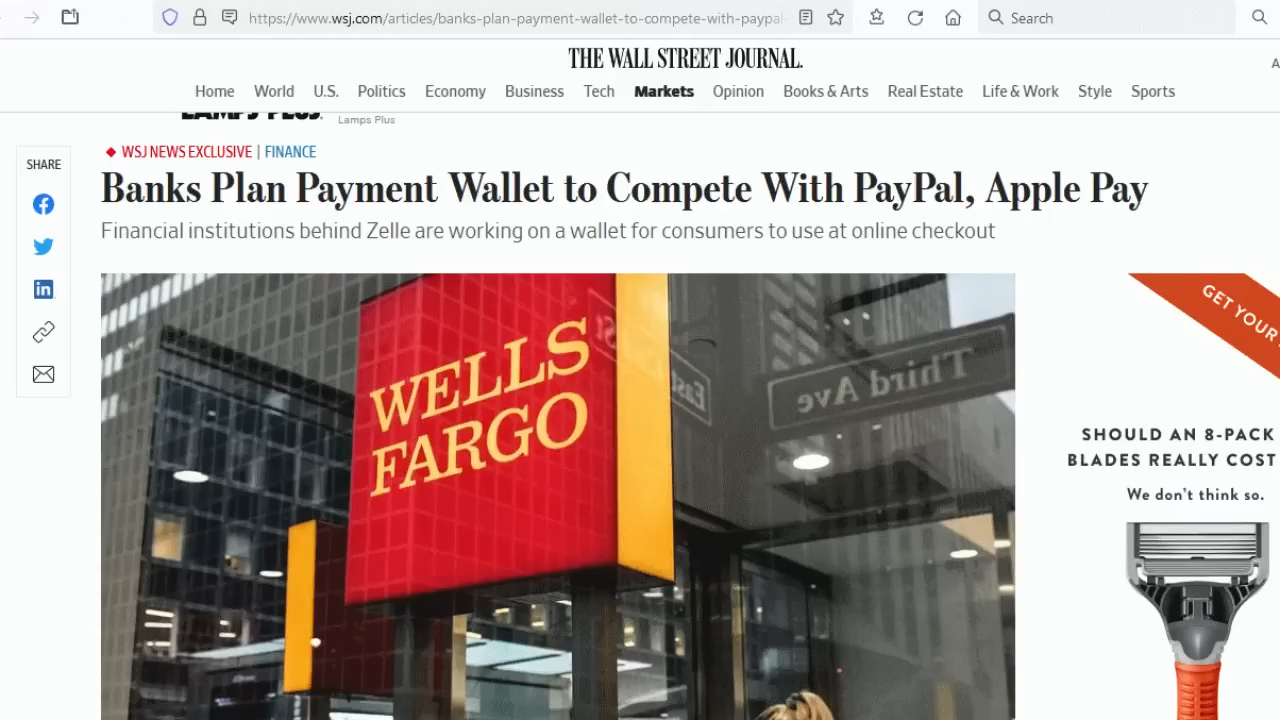 https://www.wsj.com/articles/banks-plan-payment-wallet-to-compete-with-paypal-
Search
THE WALL STREET JOURNAL.
Home World U.S. Politics Economy Business Tech Markets Opinion Books & Arts Real Estate Life & Work Style Sports
LAMPS PLUS.
Lamps Plus
SHARE
WSJ NEWS EXCLUSIVE | FINANCE
Banks Plan Payment Wallet to Compete With PayPal, Apple Pay
Financial institutions behind Zelle are working on a wallet for consumers to use at online checkout
WELLS
FARGO
East
Third Ave
GET YOUR
SHOULD AN 8-PACK
BLADES REALLY COST
We don't think so.